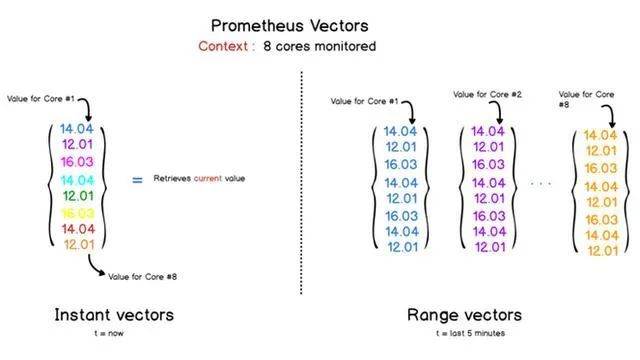 Prometheus Vectors
Context : 8 cores monitored
Value for Core #1
14.04
12.01
16.03
14.04
12.01
16.03
14.04
12.01
= Retrieves current value
Value for Core #8
Instant vectors
t = now
Value for Core #1
14.04
12.01
16.03
14.04
12.01
16.03
14.04
12.01
Value for Core #2
14.04
12.01
16.03
14.04
12.01
16.03
14.04
12.01
. . .
Value for Core
#8
14.04
12.01
16.03
14.04
12.01
16.03
14.04
12.01
Range vectors
t = last 5 minutes